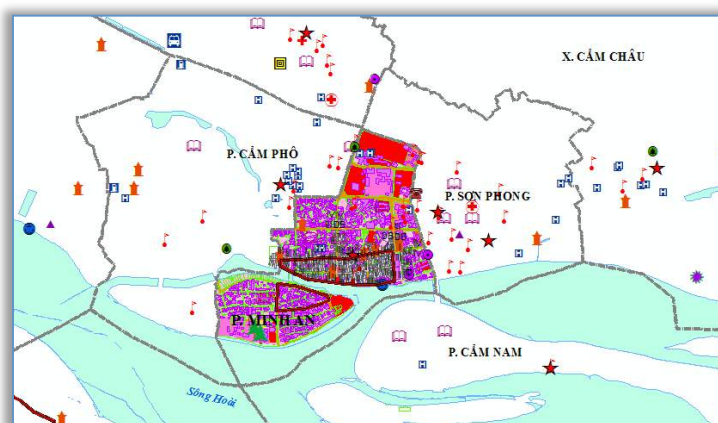 X. CẨM CHÂU
P. CẨM PHÔ
P. SƠN PHONG
P. MINH AN
P. CẨM NAM
Sông Hoài